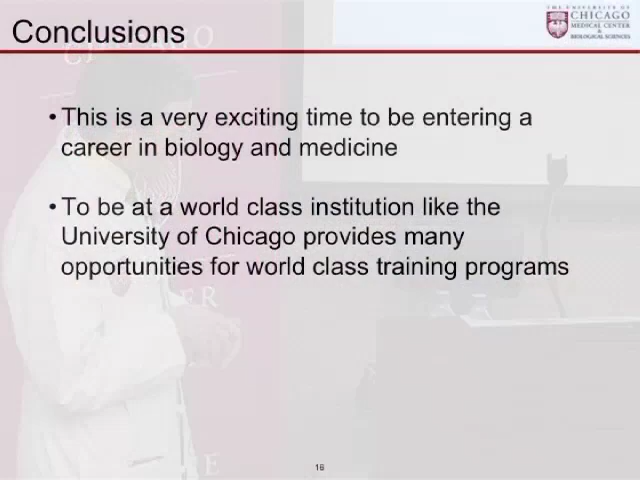 Conclusions
THE UNIVERSITY OF
CHICAGO
MEDICAL CENTER
&
BIOLOGICAL SCIENCES
• This is a very exciting time to be entering a
career in biology and medicine
• To be at a world class institution like the
University of Chicago provides many
opportunities for world class training programs
16